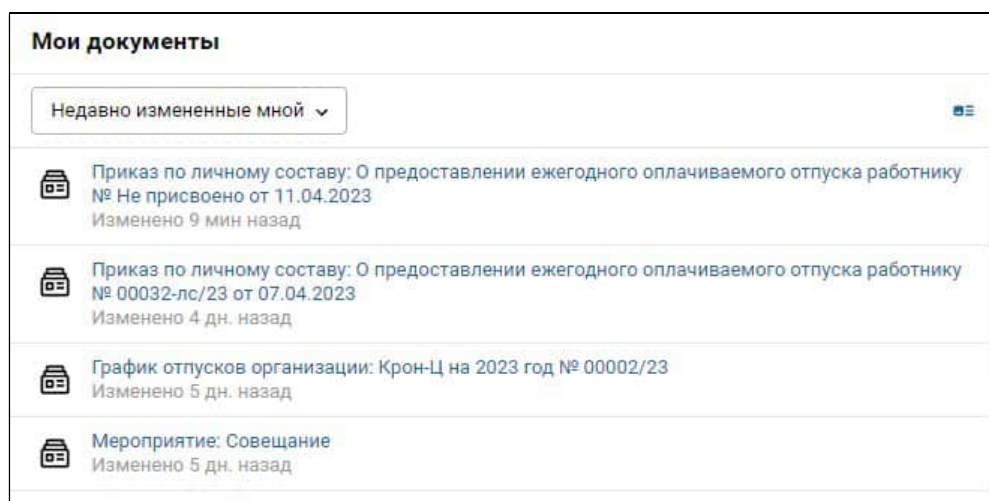 Мои документы
Недавно измененные мной
Приказ по личному составу: О предоставлении ежегодного оплачиваемого отпуска работнику
№ Не присвоено от 11.04.2023
Изменено 9 мин назад
Приказ по личному составу: О предоставлении ежегодного оплачиваемого отпуска работнику
№ 00032-лс/23 от 07.04.2023
Изменено 4 дн. назад
График отпусков организации: Крон-Ц на 2023 год № 00002/23
Изменено 5 дн. назад
Мероприятие: Совещание
Изменено 5 дн. назад